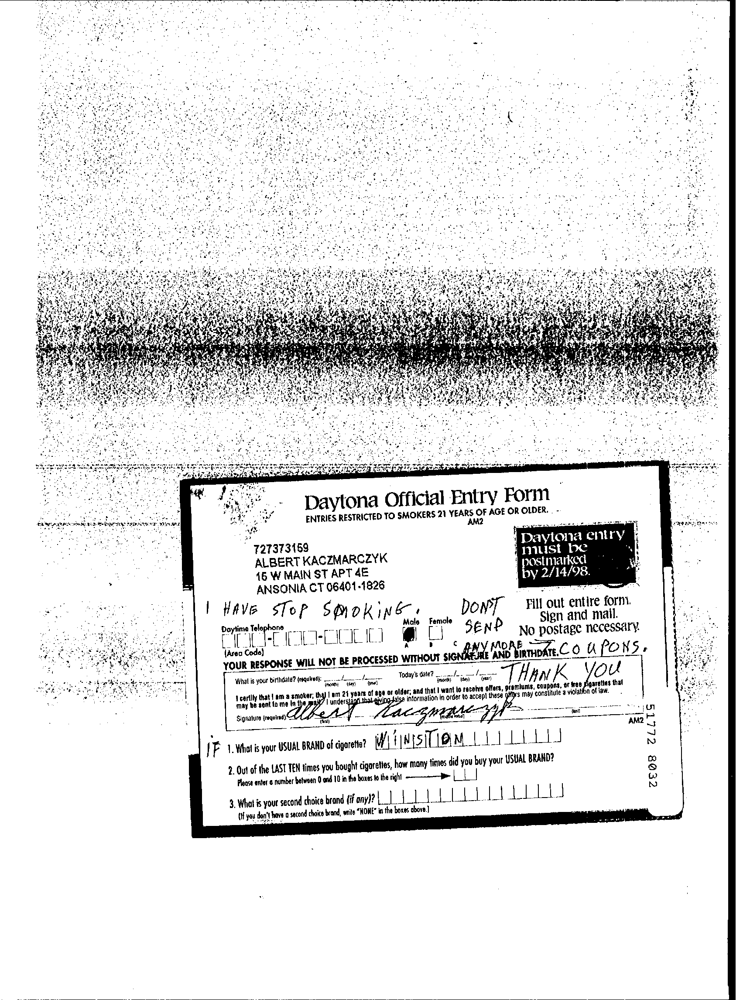 Daytona Official Entry Form
ENTRIES RESTRICTED TO SMOKERS 21 YEARS OF AGE OR OLDER.
AM2
Daytona entry
must be
postmarked
by 2/14/98.
727373159
ALBERT KACZMARCZYK
15 W MAIN ST APT 4E
ANSONIA CT 06401-1826
I HAVE STOP SMOKING. DON'T
SEND
ANY MORE COUPONS.
THANK YOU
Fill out entire form.
Sign and mail.
No postage necessary.
Daytime Telephone
Male Female
A B C
(Area Code)
YOUR RESPONSE WILL NOT BE PROCESSED WITHOUT SIGNATURE AND BIRTHDATE.
What is your birthdate? (required): (month) (day) (year) Today's date? (month) (day) (year)
I certify that I am a smoker; that I am 21 years of age or older; and that I want to receive offers, premiums, coupons, or free cigarettes that
may be sent to me in the mail. I understand that giving false information in order to accept these offers may constitute a violation of law.
Signature (required) Albert Kaczmarczyk
(first) (last)
AM2
IF 1. What is your USUAL BRAND of cigarette? WINSTON
2. Out of the LAST TEN times you bought cigarettes, how many times did you buy your USUAL BRAND?
Please enter a number between 0 and 10 in the boxes to the right
3. What is your second choice brand (if any)?
(If you don't have a second choice brand, write "NONE" in the boxes above.)
51772 8032